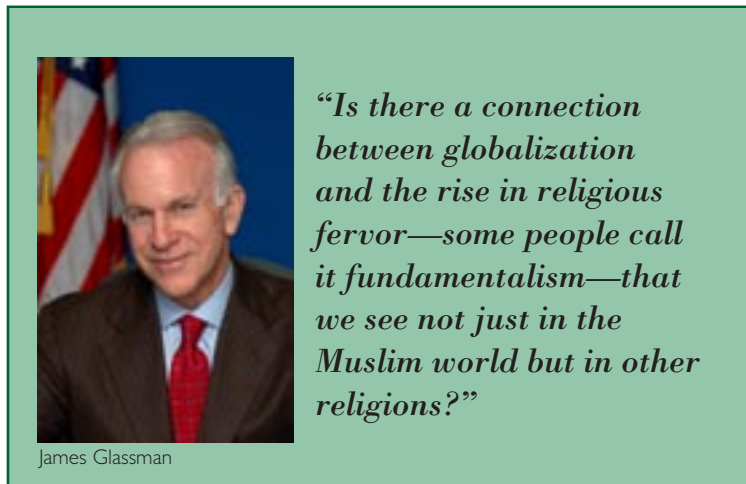 “Is there a connection
between globalization
and the rise in religious
fervor—some people call
it fundamentalism—that
we see not just in the
Muslim world but in other
religions?”
James Glassman